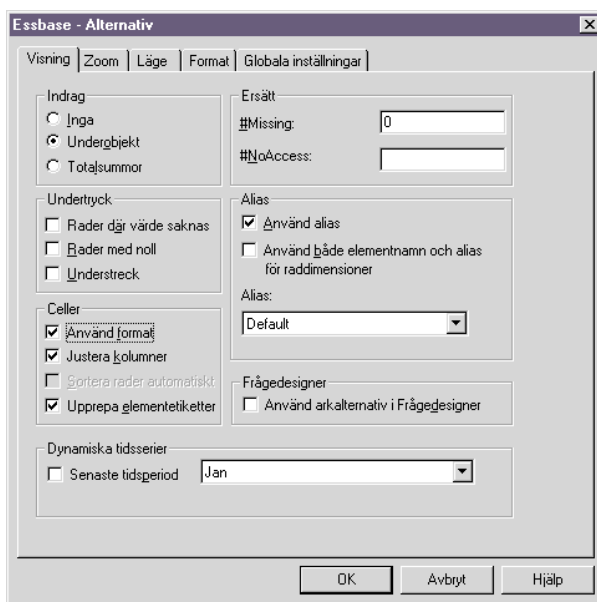 Essbase - Alternativ
Visning
Zoom
Läge
Format
Globala inställningar
Indrag
Inga
Underobjekt
Totalsummor
Ersätt
#Missing:
0
#NoAccess:
Undertryck
Rader där värde saknas
Rader med noll
Understreck
Alias
Använd alias
Använd både elementnamn och alias
för raddimensioner
Alias:
Default
Celler
Använd format
Justera kolumner
Sortera rader automatiskt
Upprepa elementetiketter
Frågedesigner
Använd arkalternativ i Frågedesigner
Dynamiska tidsserier
Senaste tidsperiod
Jan
OK
Avbryt
Hjälp